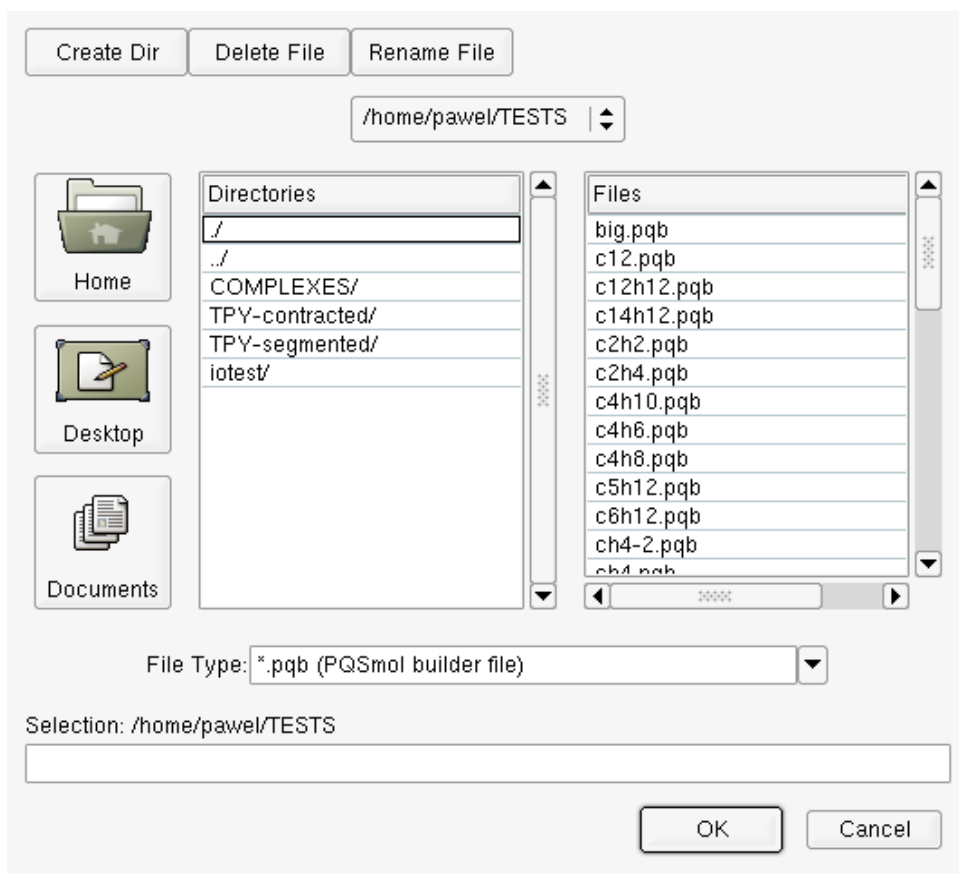 Create Dir Delete File Rename File
/home/pawel/TESTS
Directories
./
../
COMPLEXES/
TPY-contracted/
TPY-segmented/
iotest/
Files
big.pqb
c12.pqb
c12h12.pqb
c14h12.pqb
c2h2.pqb
c2h4.pqb
c4h10.pqb
c4h6.pqb
c4h8.pqb
c5h12.pqb
c6h12.pqb
ch4-2.pqb
ch4.pqb
Home
Desktop
Documents
File Type: *.pqb (PQSmol builder file)
Selection: /home/pawel/TESTS
OK Cancel